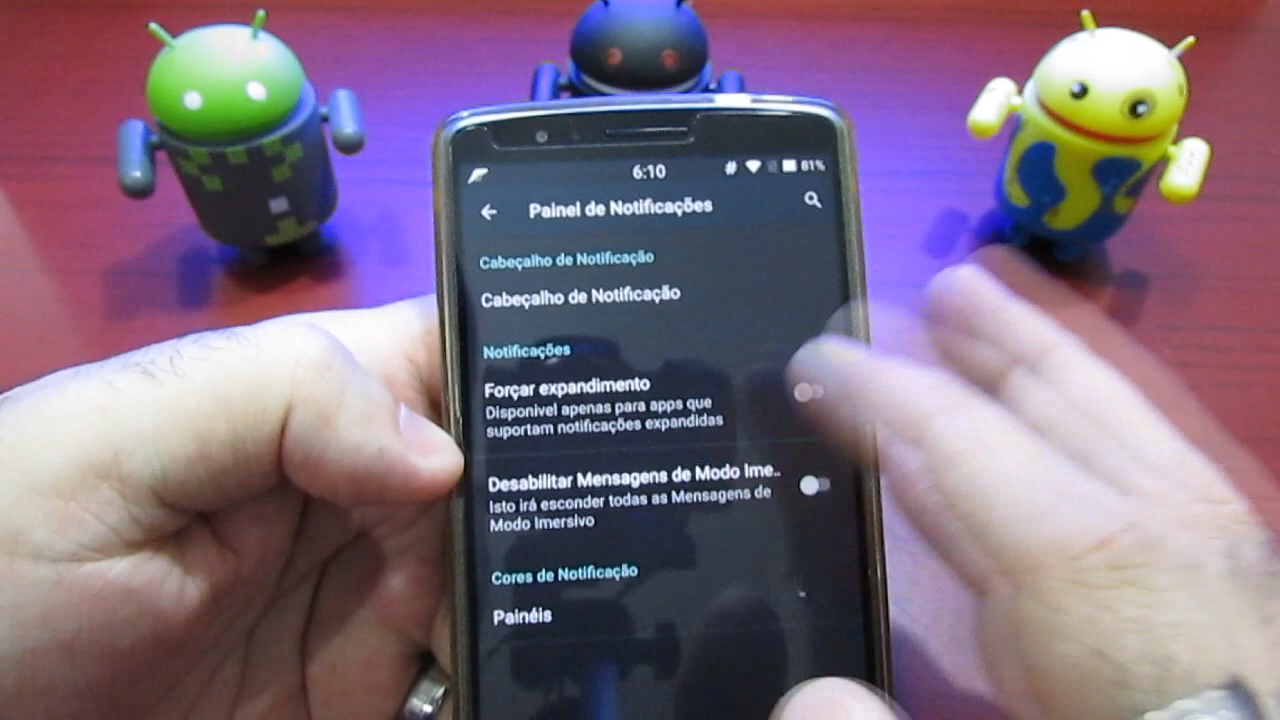 6:10
# 81%
Painel de Notificações
Cabeçalho de Notificação
Cabeçalho de Notificação
Notificações
Forçar expandimento
Disponivel apenas para apps que
suportam notificações expandidas
Desabilitar Mensagens de Modo Ime..
Isto irá esconder todas as Mensagens de
Modo Imersivo
Cores de Notificação
Painéis